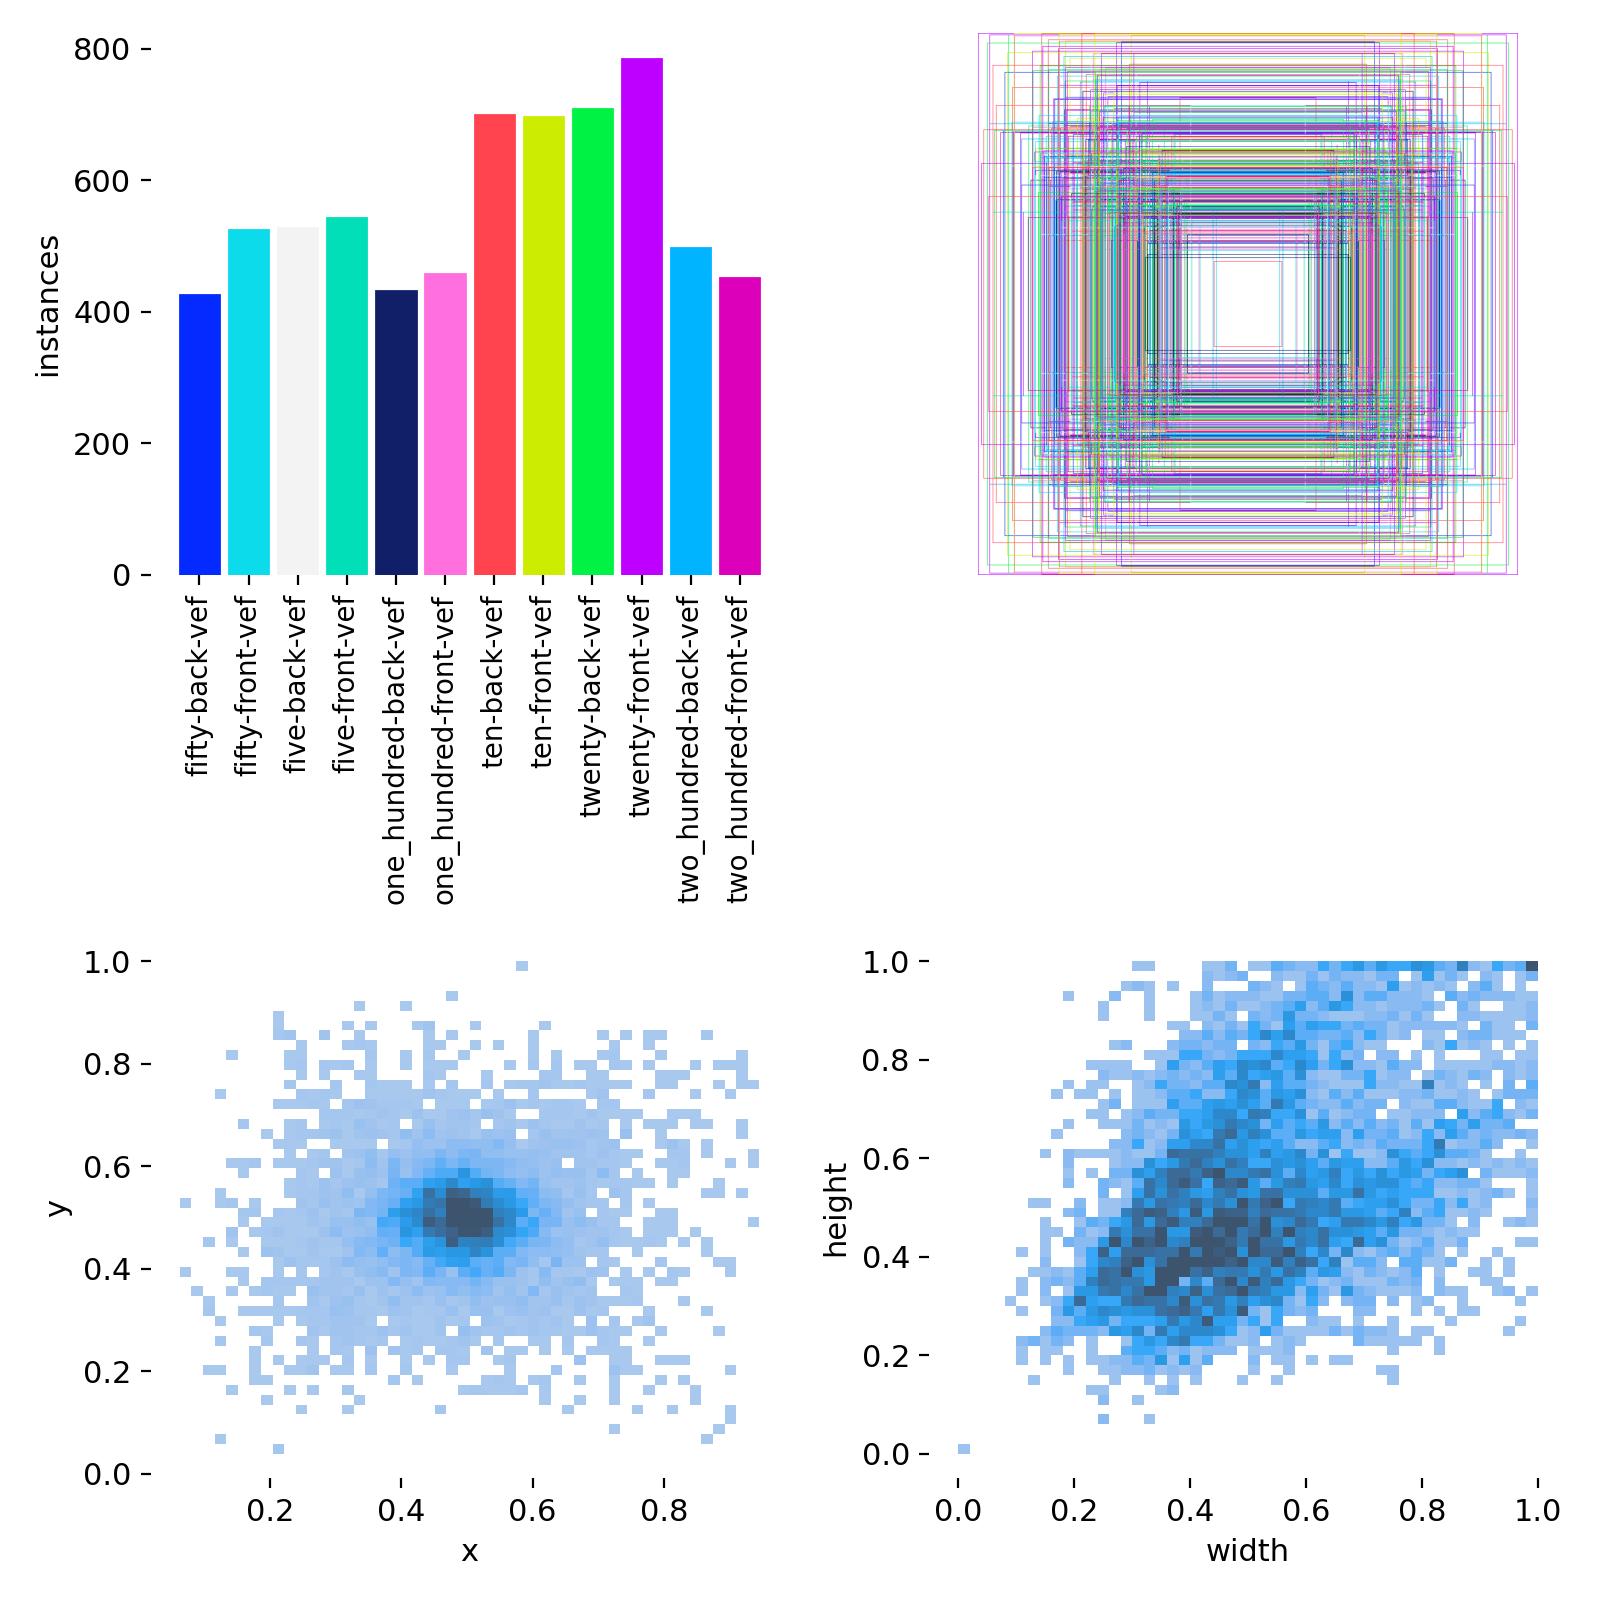 800
600
400
200
0
instances
fifty-back-vef
fifty-front-vef
five-back-vef
five-front-vef
one_hundred-back-vef
one_hundred-front-vef
ten-back-vef
ten-front-vef
twenty-back-vef
twenty-front-vef
two_hundred-back-vef
two_hundred-front-vef
1.0
0.8
0.6
0.4
0.2
0.0
y
0.2 0.4 0.6 0.8
x
1.0
0.8
0.6
0.4
0.2
0.0
height
0.0 0.2 0.4 0.6 0.8 1.0
width